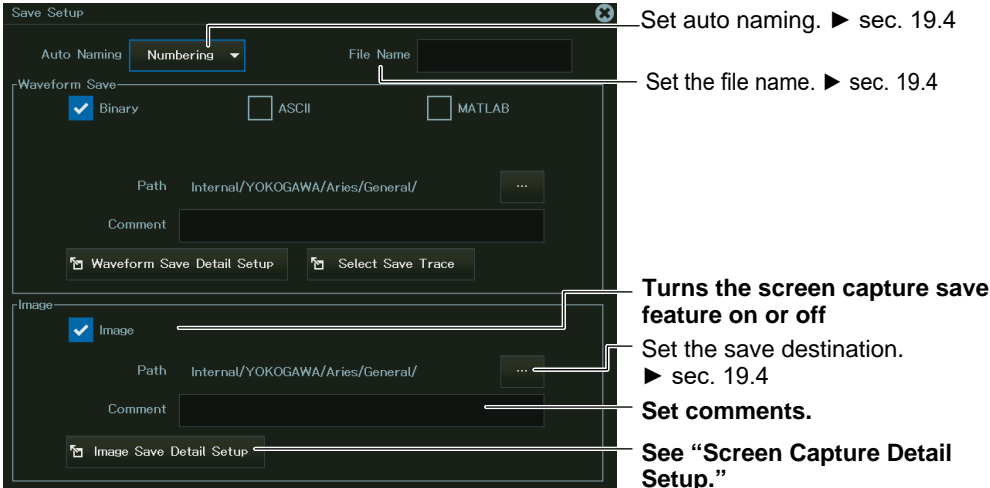 Save Setup
Set auto naming. ► sec. 19.4
Auto Naming Numbering File Name
Set the file name. ► sec. 19.4
Waveform Save
Binary ASCII MATLAB
Path Internal/YOKOGAWA/Aries/General/ ...
Comment
Waveform Save Detail Setup Select Save Trace
Image
Turns the screen capture save
feature on or off
Image
Path Internal/YOKOGAWA/Aries/General/ ...
Set the save destination.
► sec. 19.4
Comment
Set comments.
Image Save Detail Setup
See “Screen Capture Detail
Setup.”